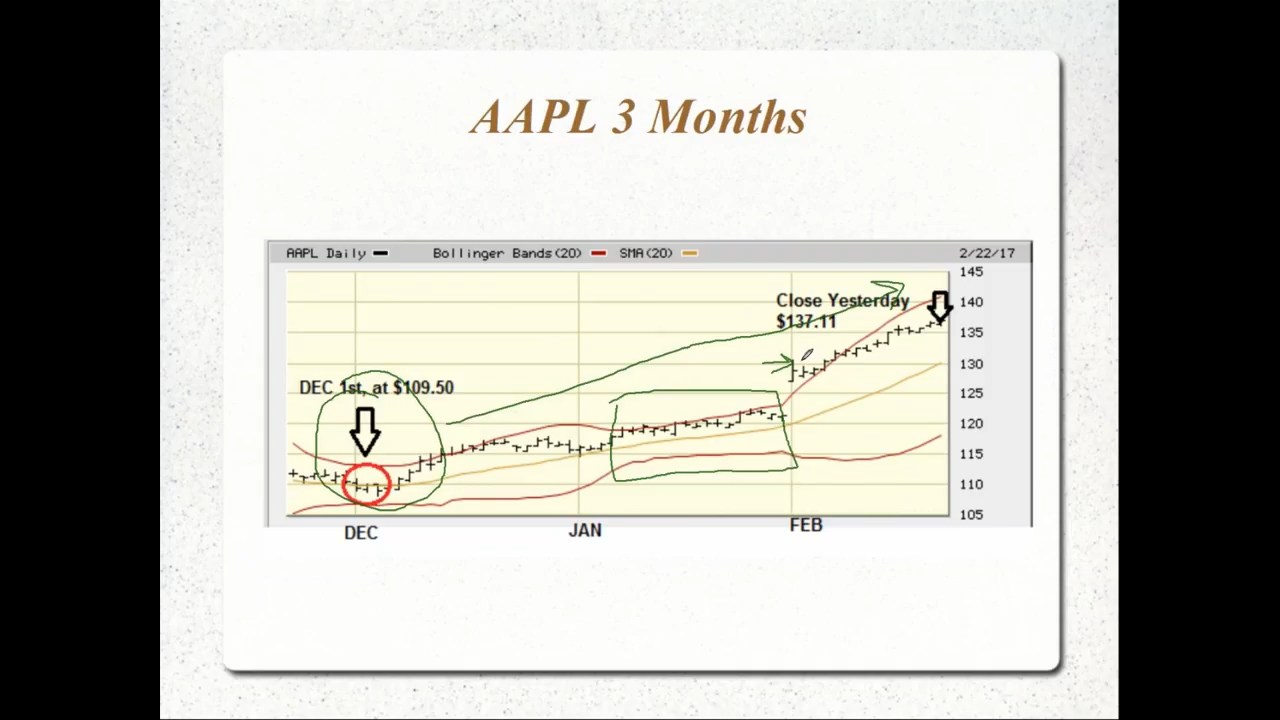 AAPL 3 Months
AAPL Daily Bollinger Bands(20) SMA(20) 2/22/17
145
Close Yesterday
140
$137.11
135
130
DEC 1st, at $109.50
125
120
115
110
105
DEC JAN FEB